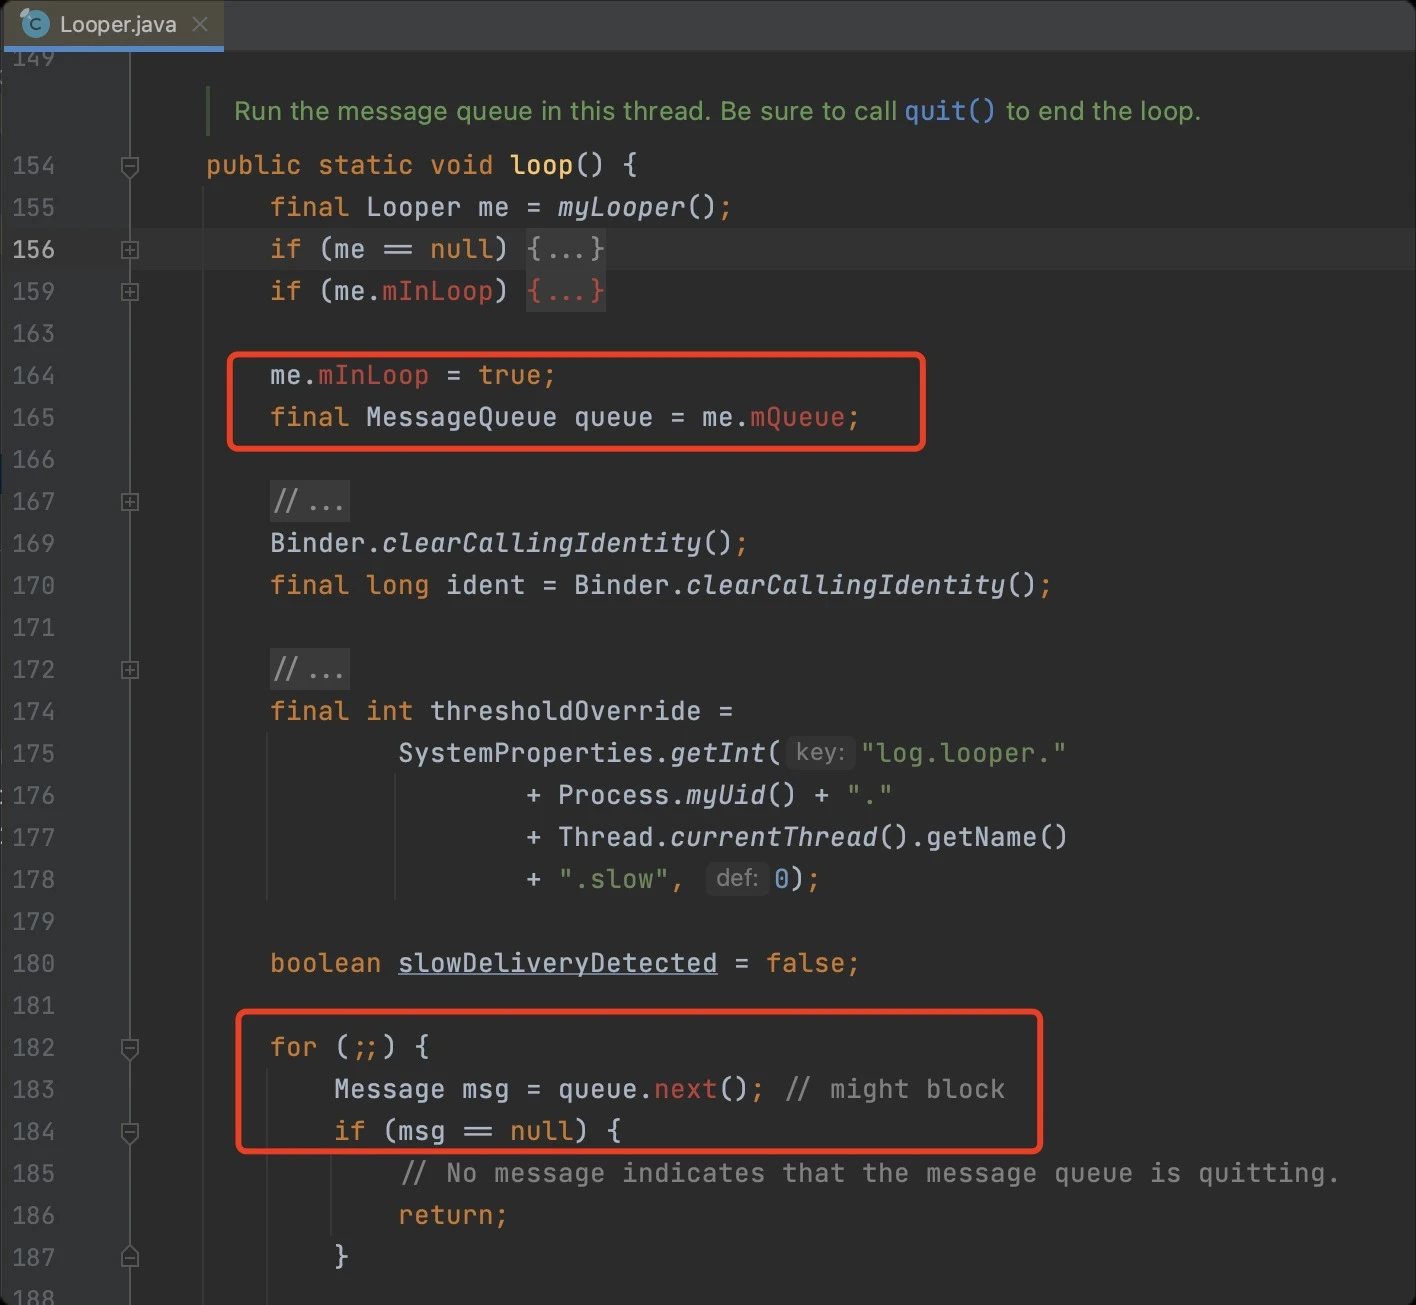 Looper.java
149
Run the message queue in this thread. Be sure to call quit() to end the loop.
154 public static void loop() {
155 final Looper me = myLooper();
156 if (me == null) {...}
159 if (me.mInLoop) {...}
163
164 me.mInLoop = true;
165 final MessageQueue queue = me.mQueue;
166
167 // ...
169 Binder.clearCallingIdentity();
170 final long ident = Binder.clearCallingIdentity();
171
172 // ...
174 final int thresholdOverride =
175 SystemProperties.getInt( key: "log.looper."
176 + Process.myUid() + "."
177 + Thread.currentThread().getName()
178 + ".slow", def: 0);
179
180 boolean slowDeliveryDetected = false;
181
182 for (;;) {
183 Message msg = queue.next(); // might block
184 if (msg == null) {
185 // No message indicates that the message queue is quitting.
186 return;
187 }
188